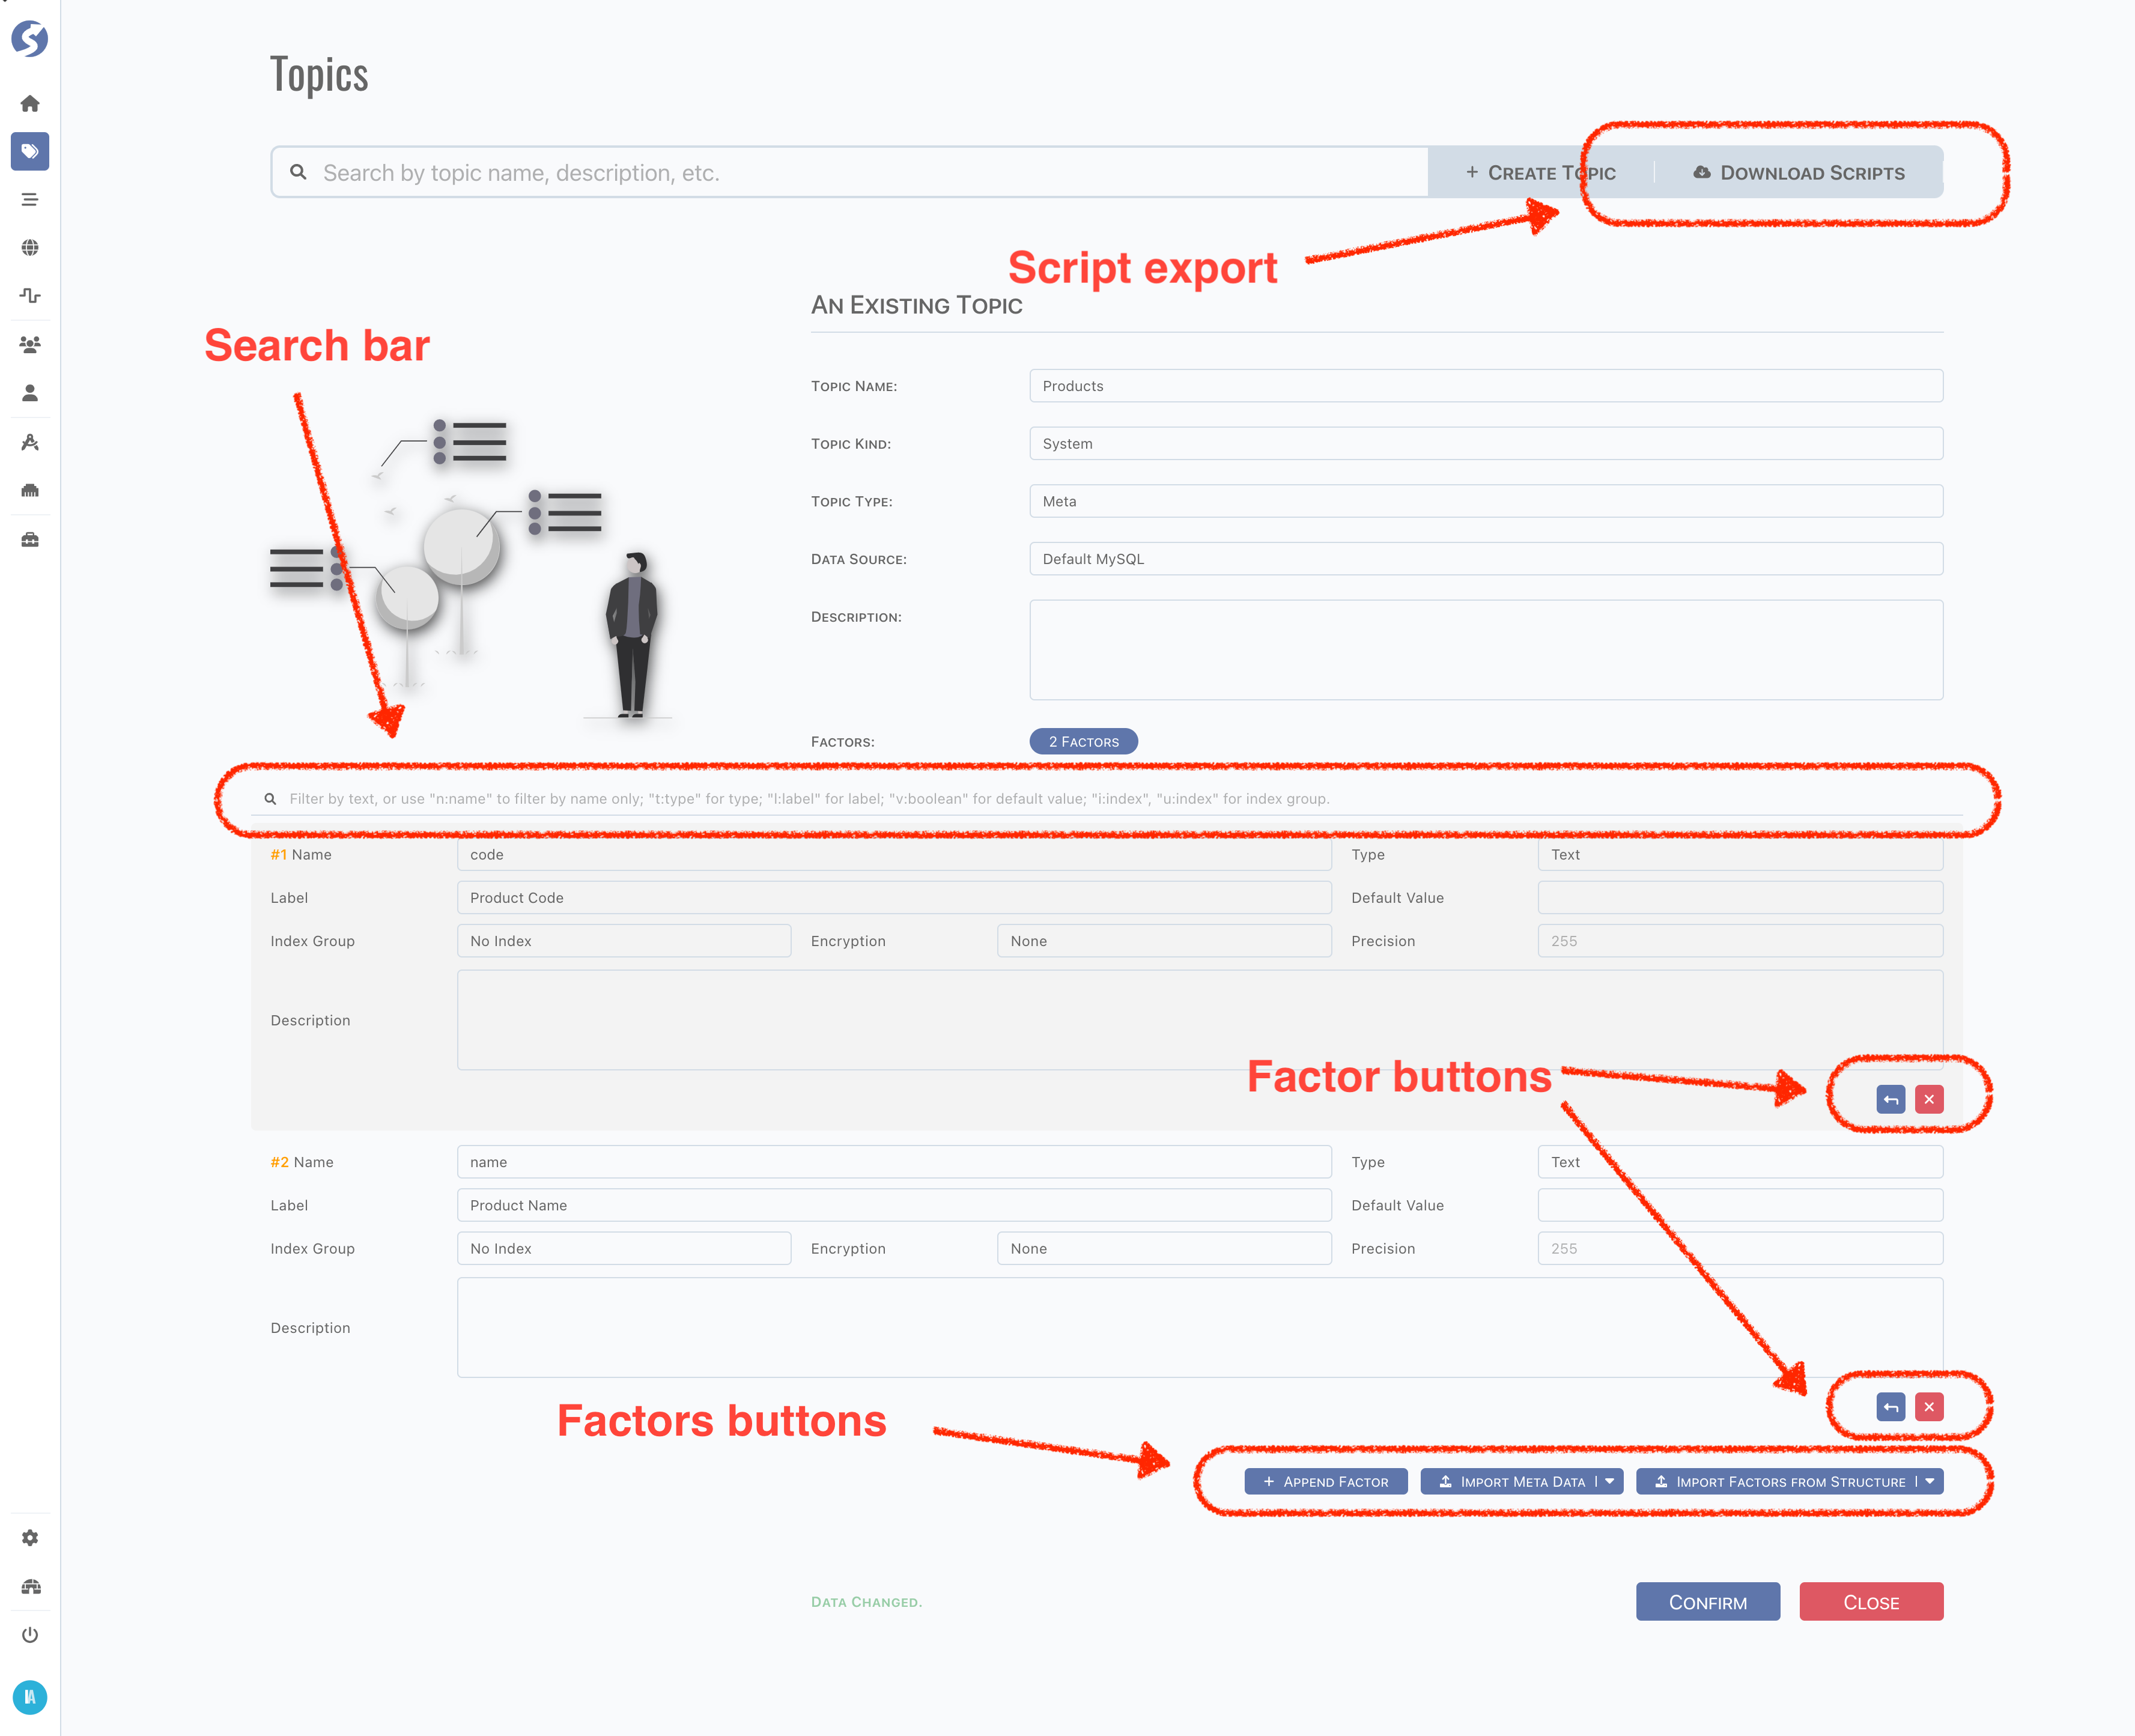 Topics
Search by topic name, description, etc.
+ CREATE TOPIC
DOWNLOAD SCRIPTS
Script export
AN EXISTING TOPIC
Search bar
TOPIC NAME: Products
TOPIC KIND: System
TOPIC TYPE: Meta
DATA SOURCE: Default MySQL
DESCRIPTION:
FACTORS: 2 FACTORS
Filter by text, or use "n:name" to filter by name only; "t:type" for type; "l:label" for label; "v:boolean" for default value; "i:index", "u:index" for index group.
#1 Name code Type Text
Label Product Code Default Value
Index Group No Index Encryption None Precision 255
Description
Factor buttons
#2 Name name Type Text
Label Product Name Default Value
Index Group No Index Encryption None Precision 255
Description
Factors buttons
+ APPEND FACTOR
IMPORT META DATA
IMPORT FACTORS FROM STRUCTURE
DATA CHANGED.
CONFIRM
CLOSE
IA